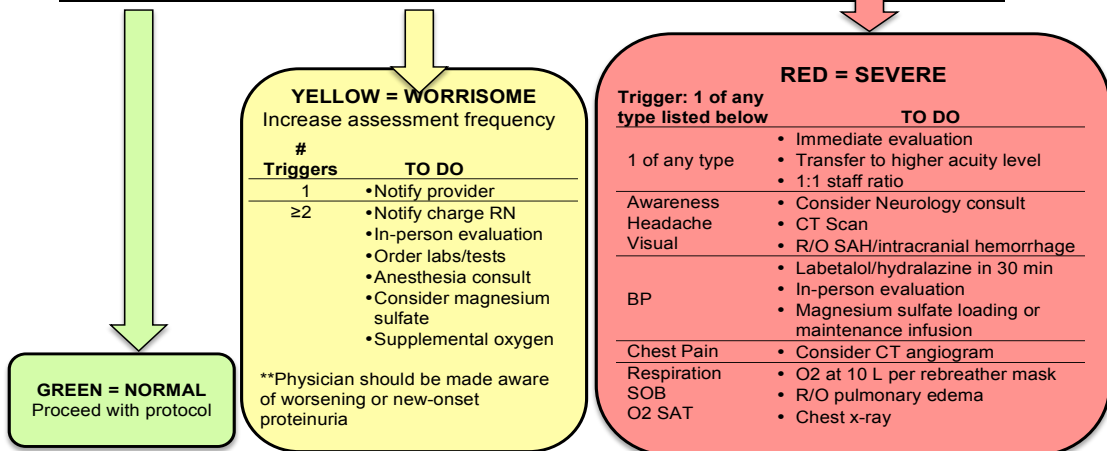 GREEN = NORMAL
Proceed with protocol
YELLOW = WORRISOME
Increase assessment frequency
#
Triggers TO DO
1 •Notify provider
≥2 •Notify charge RN
•In-person evaluation
•Order labs/tests
•Anesthesia consult
•Consider magnesium
sulfate
•Supplemental oxygen
**Physician should be made aware
of worsening or new-onset
proteinuria
RED = SEVERE
Trigger: 1 of any
type listed below TO DO
• Immediate evaluation
1 of any type • Transfer to higher acuity level
• 1:1 staff ratio
Awareness • Consider Neurology consult
Headache • CT Scan
Visual • R/O SAH/intracranial hemorrhage
• Labetalol/hydralazine in 30 min
BP • In-person evaluation
• Magnesium sulfate loading or
maintenance infusion
Chest Pain • Consider CT angiogram
Respiration • O2 at 10 L per rebreather mask
SOB • R/O pulmonary edema
O2 SAT • Chest x-ray